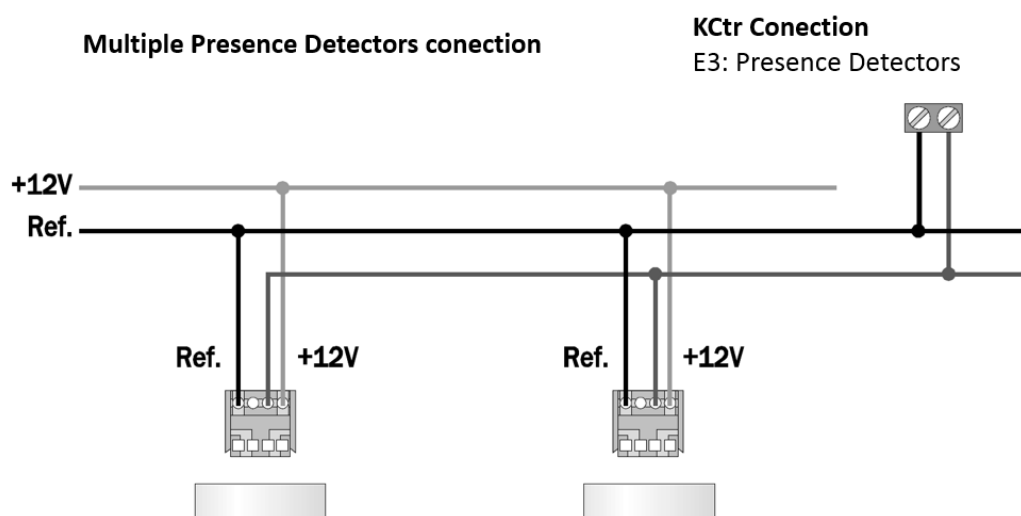 Multiple Presence Detectors conection
KCtr Conection
E3: Presence Detectors
+12V
Ref.
Ref.
+12V
Ref.
+12V